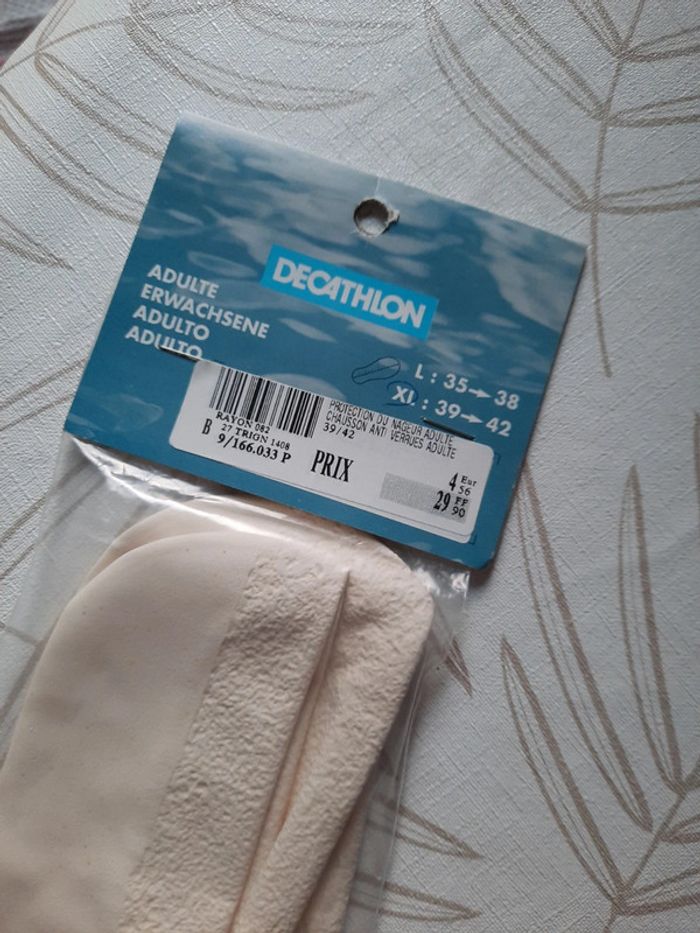 DECATHLON
ADULTE
ERWACHSENE
ADULTO
ADULTO
L : 35→38
XL : 39→42
PROTECTION DU NAGEUR ADULTE
CHAUSSON ANTI VERRUES ADULTE
39/42
RAYON 082
27 TRIGN 1408
B 9/166.033 P
PRIX
4 Eur 56
29 FF 90